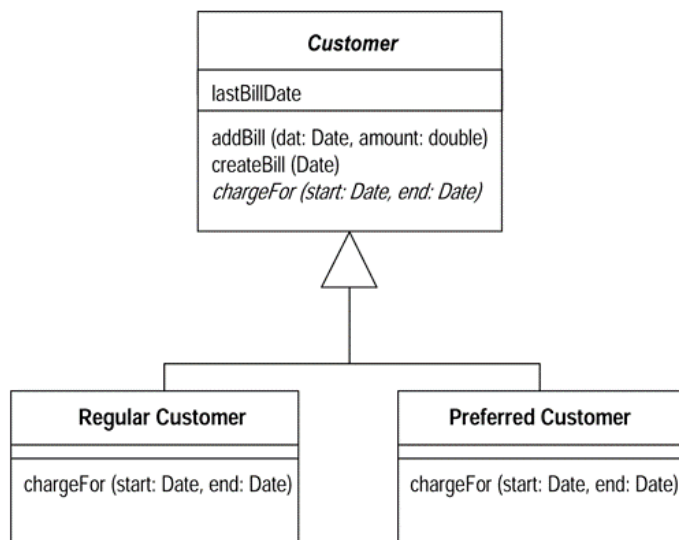 Customer
lastBillDate
addBill (dat: Date, amount: double)
createBill (Date)
chargeFor (start: Date, end: Date)
Regular Customer
chargeFor (start: Date, end: Date)
Preferred Customer
chargeFor (start: Date, end: Date)